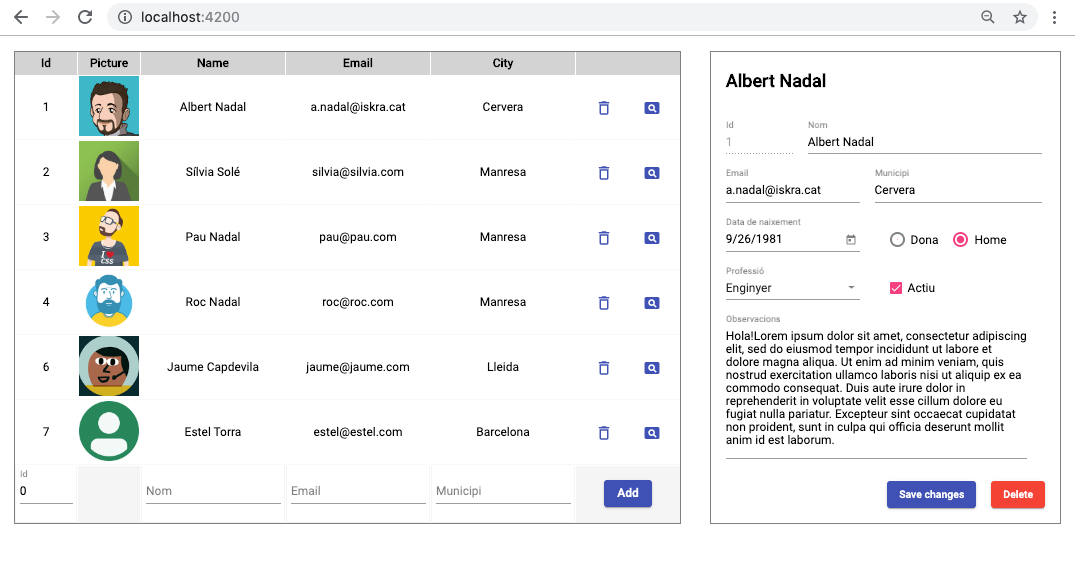 localhost:4200
Id Picture Name Email City
1 Albert Nadal a.nadal@iskra.cat Cervera
2 Sílvia Solé silvia@silvia.com Manresa
3 Pau Nadal pau@pau.com Manresa
I
CSS
4 Roc Nadal roc@roc.com Manresa
6 Jaume Capdevila jaume@jaume.com Lleida
7 Estel Torra estel@estel.com Barcelona
Id
0 Nom Email Municipi Add
Albert Nadal
Id Nom
1 Albert Nadal
Email Municipi
a.nadal@iskra.cat Cervera
Data de naixement
9/26/1981 Dona Home
Professió
Enginyer Actiu
Observacions
Hola!Lorem ipsum dolor sit amet, consectetur adipiscing
elit, sed do eiusmod tempor incididunt ut labore et
dolore magna aliqua. Ut enim ad minim veniam, quis
nostrud exercitation ullamco laboris nisi ut aliquip ex ea
commodo consequat. Duis aute irure dolor in
reprehenderit in voluptate velit esse cillum dolore eu
fugiat nulla pariatur. Excepteur sint occaecat cupidatat
non proident, sunt in culpa qui officia deserunt mollit
anim id est laborum.
Save changes Delete